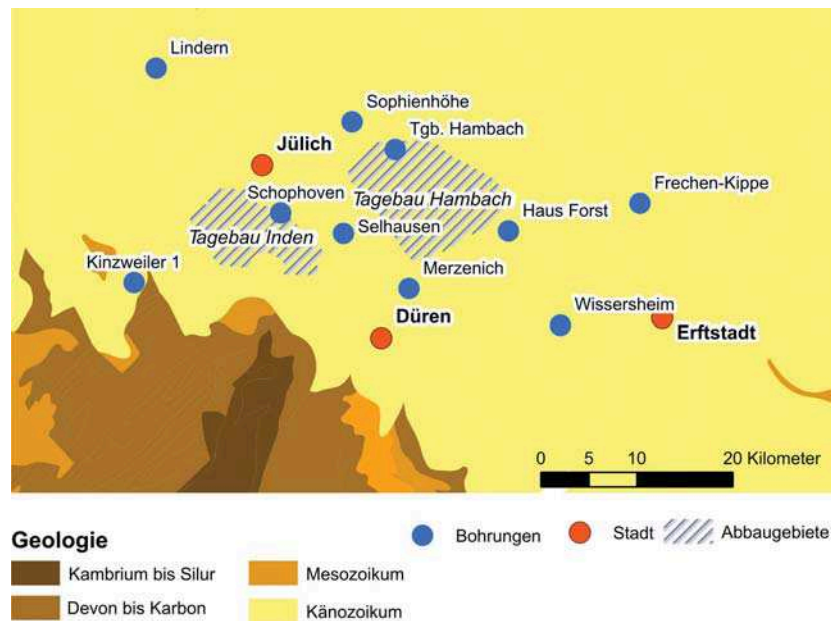 Lindern
Sophienhöhe
Tgb. Hambach
Jülich
Frechen-Kippe
Schophoven
Tagebau Hambach
Haus Forst
Tagebau Inden
Selhausen
Kinzweiler 1
Merzenich
Düren
Wissersheim
Erftstadt
0 5 10 20 Kilometer
Geologie
Bohrungen
Stadt
Abbaugebiete
Kambrium bis Silur
Mesozoikum
Devon bis Karbon
Känozoikum